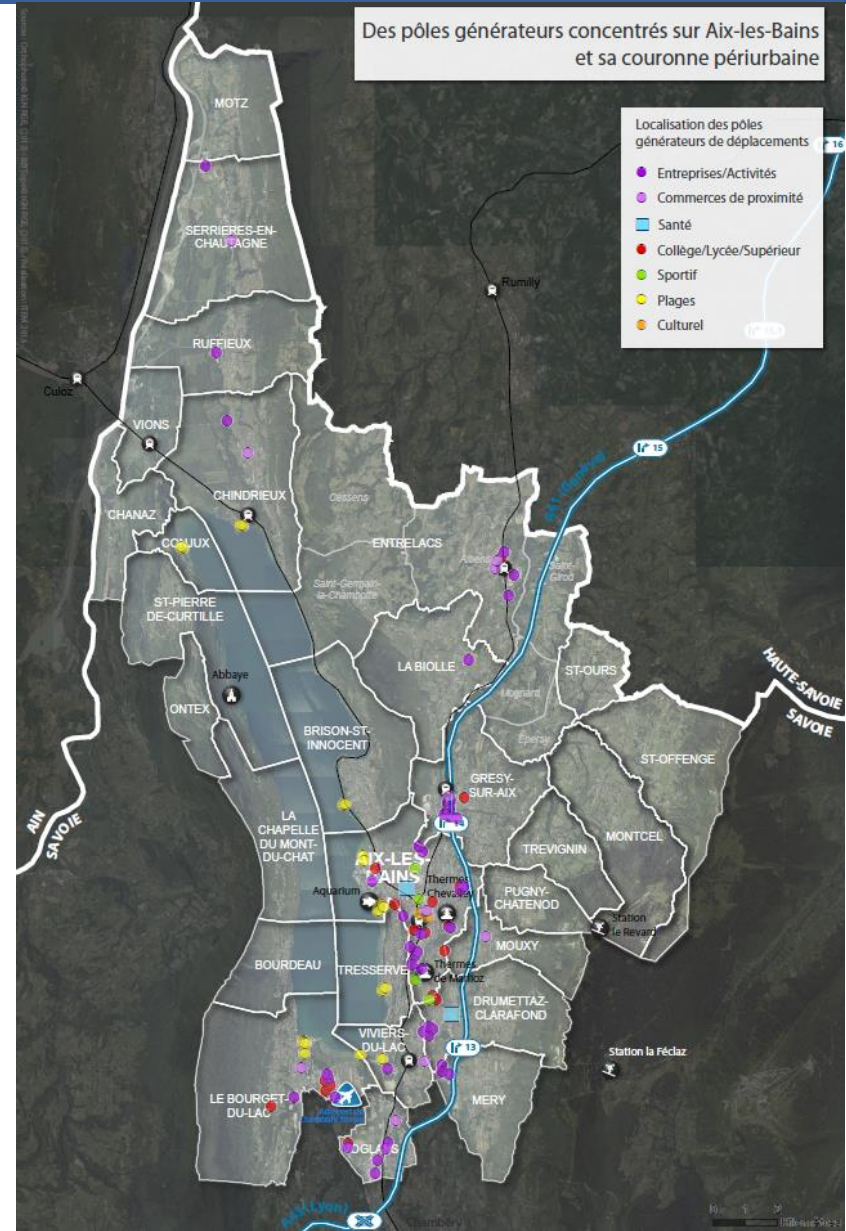 Des pôles générateurs concentrés sur Aix-les-Bains
et sa couronne périurbaine
Localisation des pôles
générateurs de déplacements
Entreprises/Activités
Commerces de proximité
Santé
Collège/Lycée/Supérieur
Sportif
Plages
Culturel
16
MOTZ
SERRIERES-EN-
CHAUTAGNE
Rumilly
RUFFIEUX
Culoz
VIONS
15
CHANAZ
CHINDRIEUX
Cessens
CONJUX
ENTRELACS
Albens
Saint-
Girod
Saint-Germain-
la-Chambotte
ST-PIERRE
DE-CURTILLE
LA BIOLLE
ST-OURS
HAUTE-SAVOIE
SAVOIE
Abbaye
Mognard
ONTEX
BRISON-ST-
INNOCENT
Epersy
ST-OFFENGE
GRESY-
SUR-AIX
AIN
SAVOIE
LA
CHAPELLE
DU MONT-
DU-CHAT
14
TREVIGNIN
MONTCEL
AIX-LES-
BAINS
Thermes
Chevalley
Aquarium
PUGNY-
CHATENOD
Station
le Revard
MOUXY
BOURDEAU
TRESSERVE
Thermes
de Marlioz
DRUMETTAZ-
CLARAFOND
VIVIERS-
DU-LAC
13
Station la Féclaz
LE BOURGET-
DU-LAC
MERY
VOGLANS
A43 (Lyon)
Chambéry